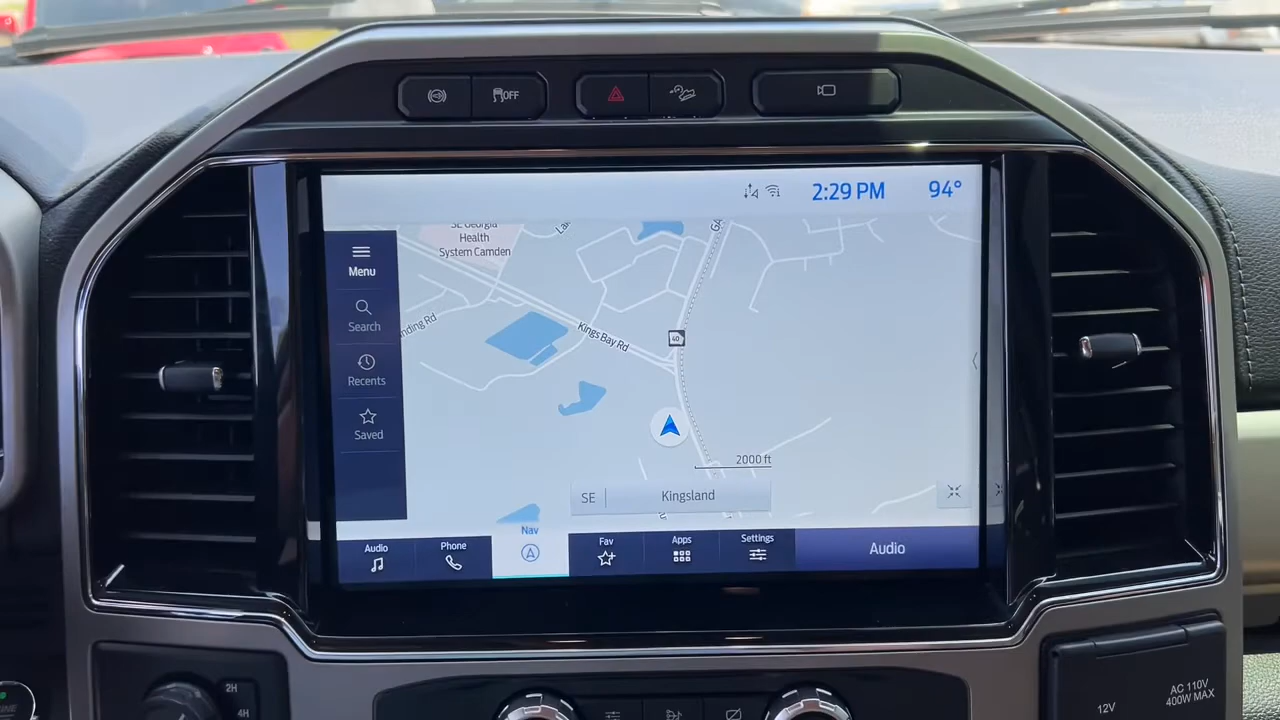 OFF
2:29 PM 94°
GA
SE Georgia
Health
System Camden
Menu
Search
nding Rd
Kings Bay Rd
40
Recents
Saved
2000 ft
SE Kingsland
Audio
Phone
Nav
Fav
Apps
Settings
Audio
2H
4H
12V
AC 110V
400W MAX